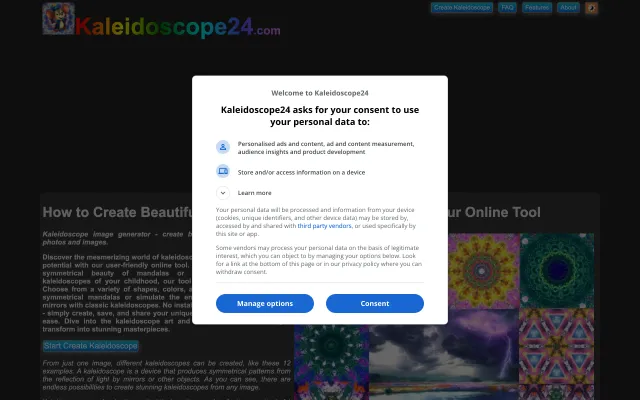 Kaleidoscope24.com
Create Kaleidoscope FAQ Features About
Welcome to Kaleidoscope24
Kaleidoscope24 asks for your consent to use
your personal data to:
Personalised ads and content, ad and content measurement,
audience insights and product development
Store and/or access information on a device
Learn more
Your personal data will be processed and information from your device
(cookies, unique identifiers, and other device data) may be stored by,
accessed by and shared with third party vendors, or used specifically by
this site or app.
Some vendors may process your personal data on the basis of legitimate
interest, which you can object to by managing your options below. Look
for a link at the bottom of this page or in our privacy policy where you can
withdraw consent.
Manage options
Consent
How to Create Beautifu
ur Online Tool
Kaleidoscope image generator - create
photos and images.
Discover the mesmerizing world of kaleidos
potential with our user-friendly online tool.
symmetrical beauty of mandalas or
kaleidoscopes of your childhood, our tool
Choose from a variety of shapes, colors, a
symmetrical mandalas or simulate the en
mirrors with classic kaleidoscopes. No instal
- simply create, save, and share your unique
ease. Dive into the kaleidoscope art and
transform into stunning masterpieces.
Start Create Kaleidoscope
From just one image, different kaleidoscopes can be created, like these 12
examples. A kaleidoscope is a device that produces symmetrical patterns from
the reflection of light by mirrors or other objects. As you can see, there are
endless possibilities to create stunning kaleidoscopes from any image.